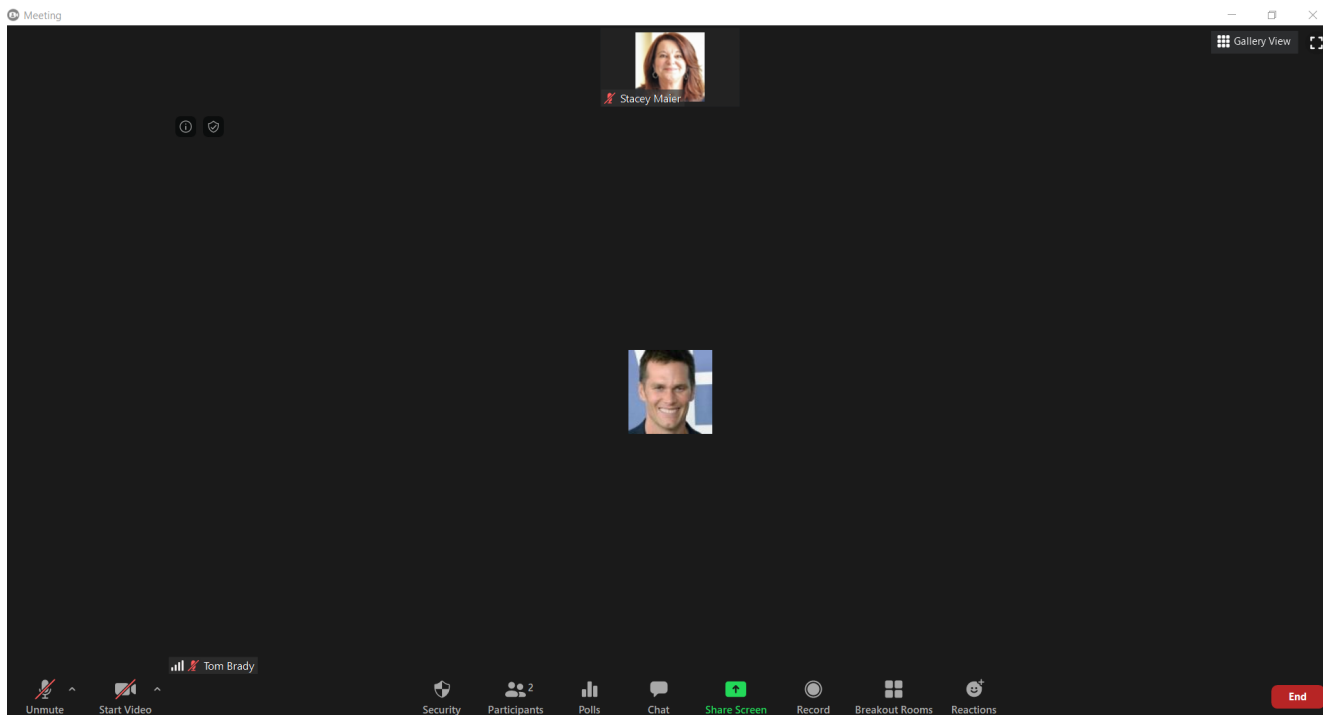 Meeting
Gallery View
Stacey Maier
Tom Brady
Unmute
Start Video
Security
2
Participants
Polls
Chat
Share Screen
Record
Breakout Rooms
Reactions
End